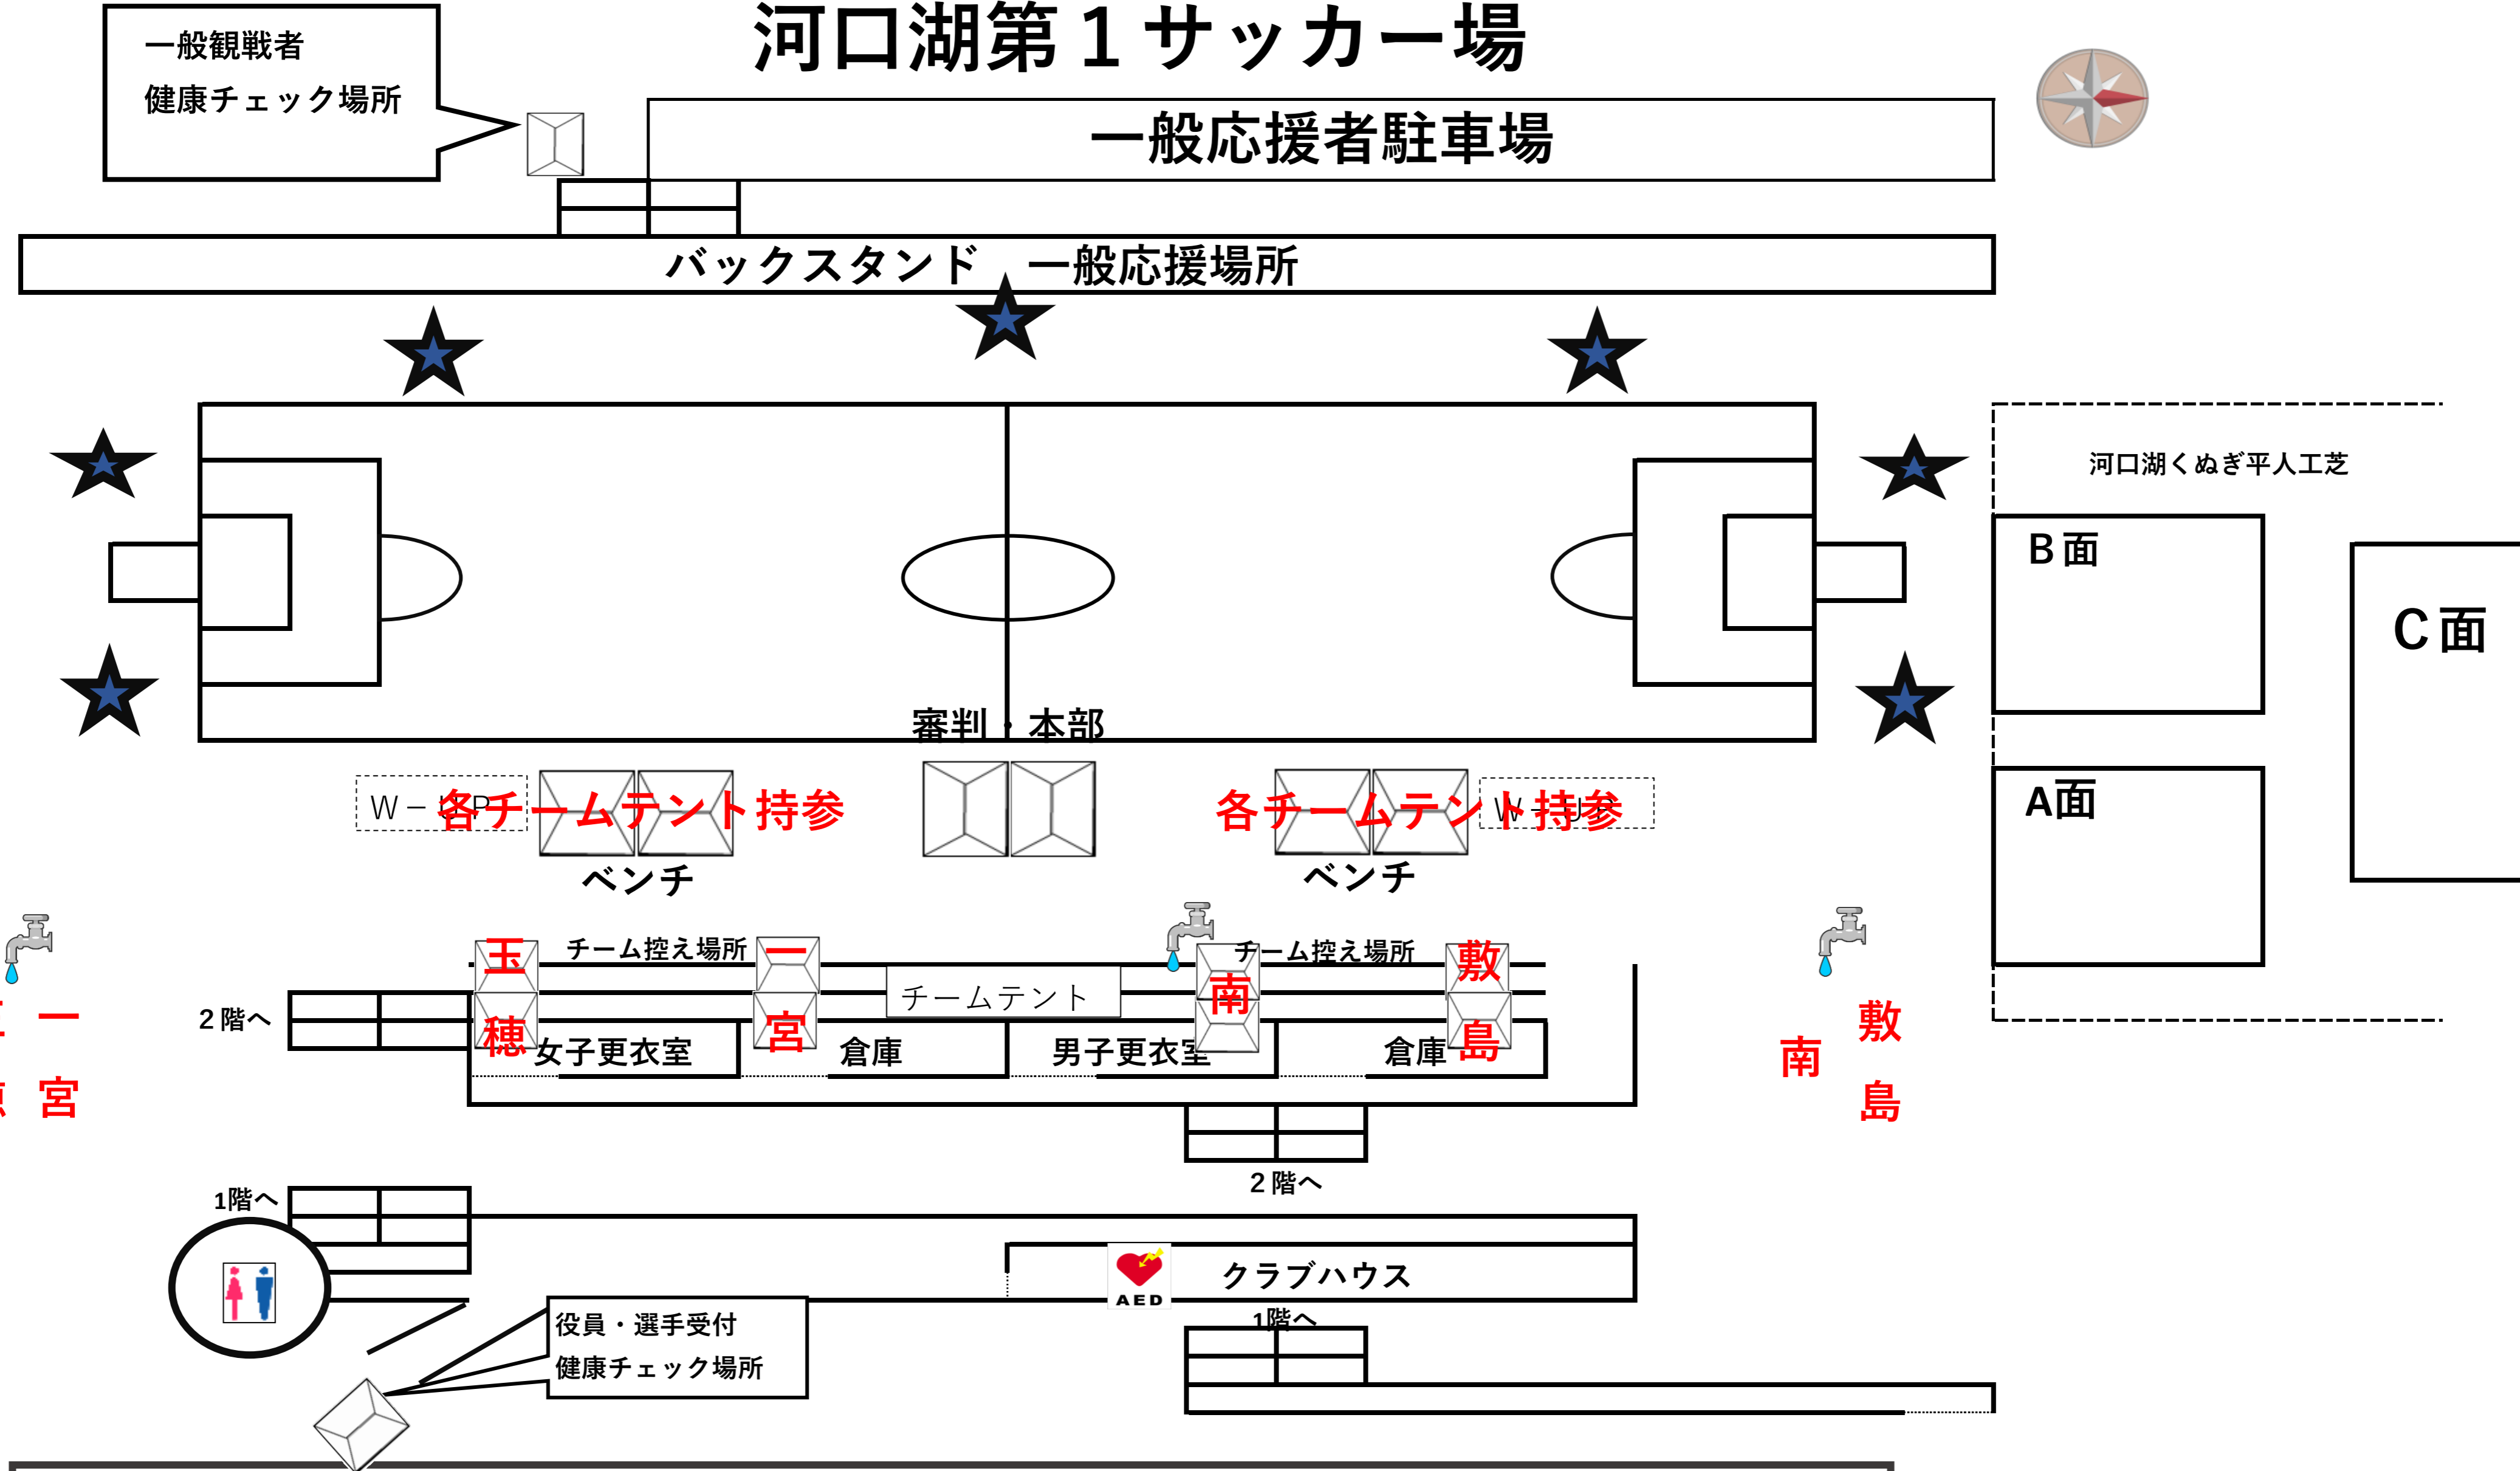 河口湖第１サッカー場
一般観戦者
健康チェック場所
一般応援者駐車場
バックスタンド　一般応援場所
河口湖くぬぎ平人工芝
Ｂ面
Ｃ面
A面
審判・本部
Ｗ－ＵＰ
各チームテント持参
各チームテント持参
Ｗ－ＵＰ
ベンチ
ベンチ
チーム控え場所
チーム控え場所
玉穂
一宮
南
敷島
チームテント
一宮
敷島
南
２階へ
女子更衣室
倉庫
男子更衣室
倉庫
２階へ
1階へ
クラブハウス
AED
1階へ
役員・選手受付
健康チェック場所